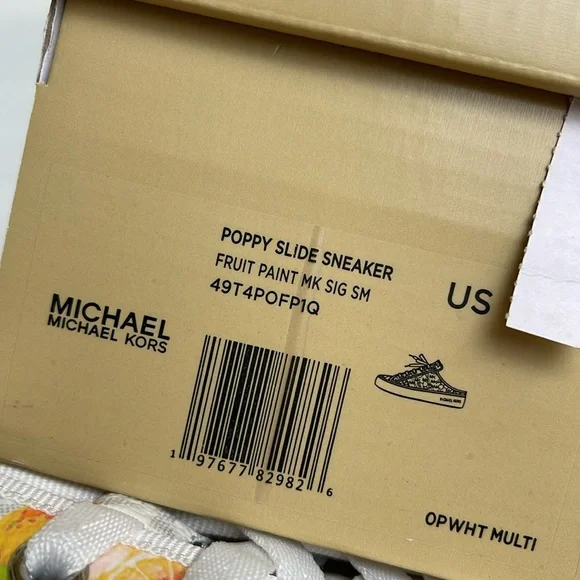 POPPY SLIDE SNEAKER
FRUIT PAINT MK SIG SM
49T4POFP1Q
US
MICHAEL
MICHAEL KORS
1 97677 82982 6
OPWHT MULTI